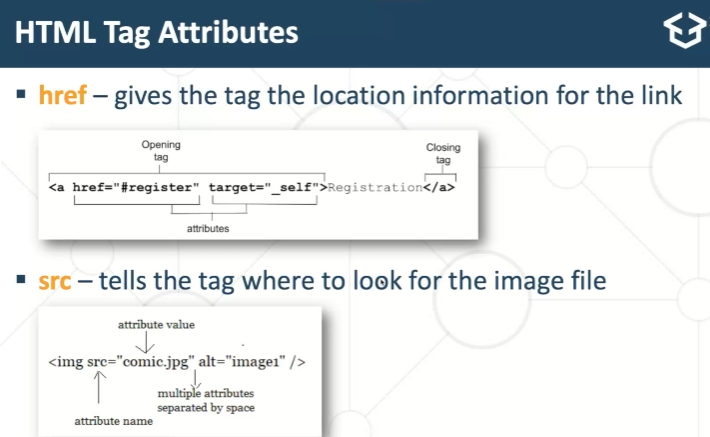 HTML Tag Attributes
▪ href – gives the tag the location information for the link
Opening
tag
Closing
tag
<a href="#register" target="_self">Registration</a>
attributes
▪ src – tells the tag where to look for the image file
attribute value
<img src="comic.jpg" alt="image1" />
multiple attributes
separated by space
attribute name